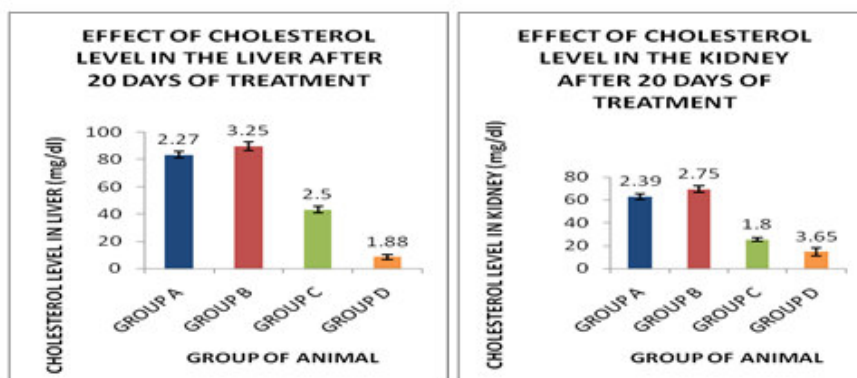 EFFECT OF CHOLESTEROL
LEVEL IN THE LIVER AFTER
20 DAYS OF TREATMENT
CHOLESTEROL LEVEL IN LIVER (mg/dl)
100
80
60
40
20
0
2.27
3.25
2.5
1.88
GROUP A
GROUP B
GROUP C
GROUP D
GROUP OF ANIMAL
EFFECT OF CHOLESTEROL
LEVEL IN THE KIDNEY
AFTER 20 DAYS OF
TREATMENT
CHOLESTEROL LEVEL IN KIDNEY (mg/dl)
80
60
40
20
0
2.39
2.75
1.8
3.65
GROUP A
GROUP B
GROUP C
GROUP D
GROUP OF ANIMAL